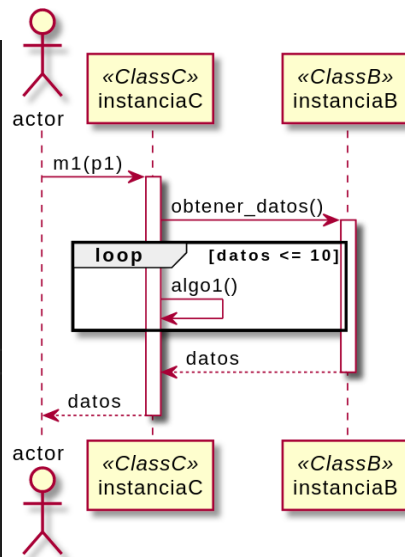 «ClassC»
instanciaC
«ClassB»
instanciaB
actor
m1(p1)
obtener_datos()
loop
[datos <= 10]
algo1()
datos
datos
actor
«ClassC»
instanciaC
«ClassB»
instanciaB